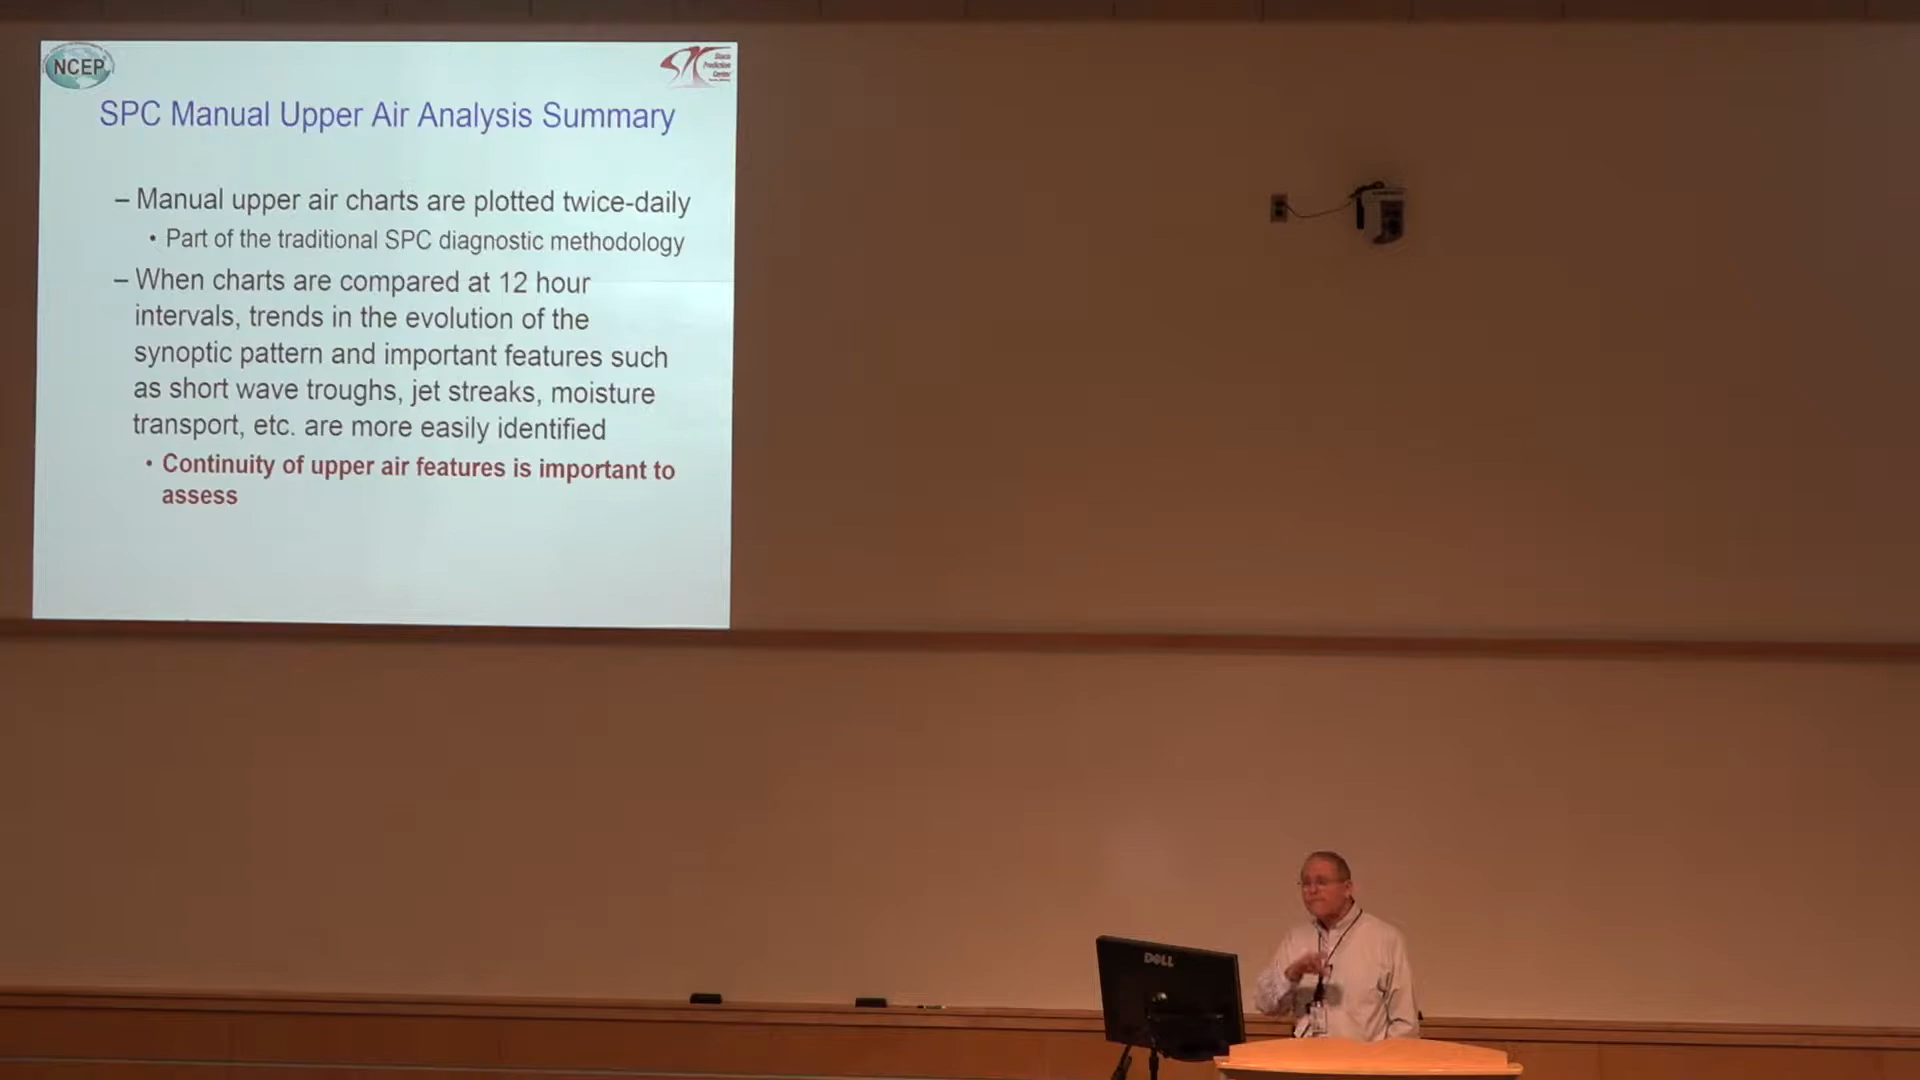 NCEP
Storm
Prediction
Center
SPC Manual Upper Air Analysis Summary
– Manual upper air charts are plotted twice-daily
• Part of the traditional SPC diagnostic methodology
– When charts are compared at 12 hour
intervals, trends in the evolution of the
synoptic pattern and important features such
as short wave troughs, jet streaks, moisture
transport, etc. are more easily identified
• Continuity of upper air features is important to
assess
DELL